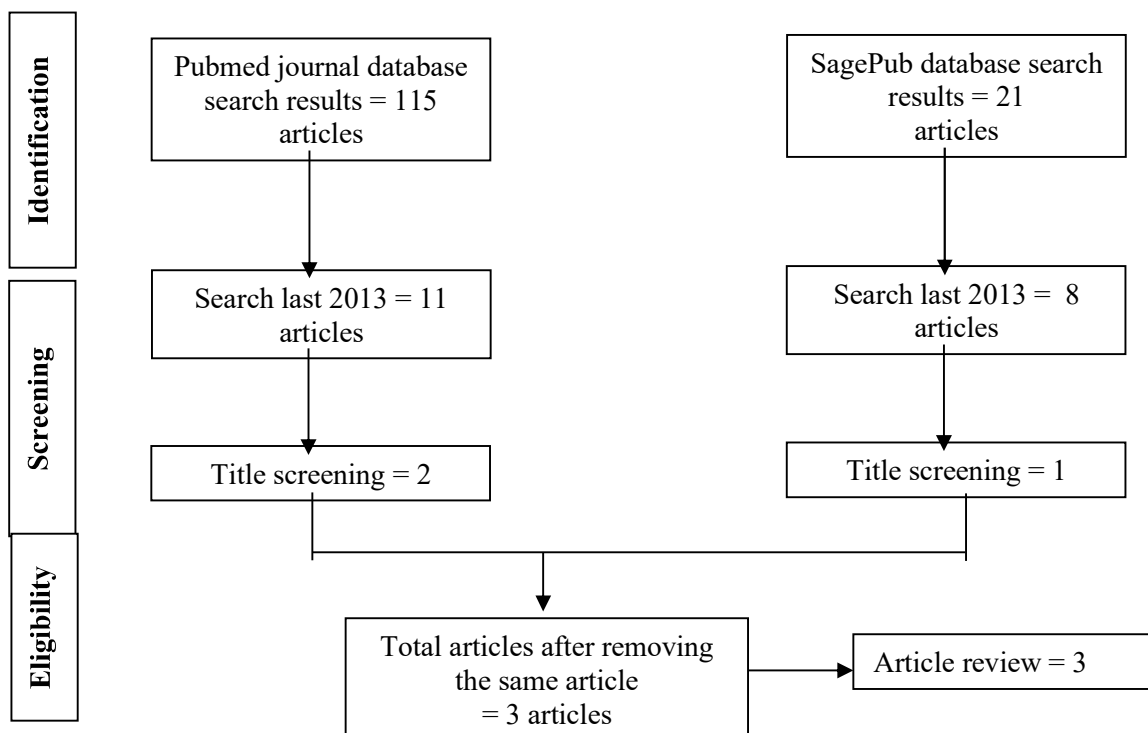 Identification
Pubmed journal database
search results = 115
articles
SagePub database search
results = 21
articles
Screening
Search last 2013 = 11
articles
Search last 2013 =  8
articles
Title screening = 2
Title screening = 1
Eligibility
Total articles after removing
the same article
= 3 articles
Article review = 3